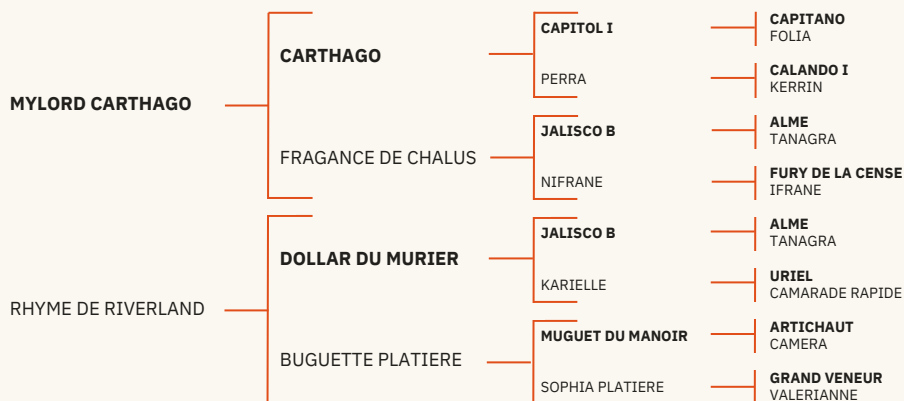 MYLORD CARTHAGO
CARTHAGO
CAPITOL I
CAPITANO
FOLIA
PERRA
CALANDO I
KERRIN
FRAGANCE DE CHALUS
JALISCO B
ALME
TANAGRA
NIFRANE
FURY DE LA CENSE
IFRANE
RHYME DE RIVERLAND
DOLLAR DU MURIER
JALISCO B
ALME
TANAGRA
KARIELLE
URIEL
CAMARADE RAPIDE
BUGUETTE PLATIERE
MUGUET DU MANOIR
ARTICHAUT
CAMERA
SOPHIA PLATIERE
GRAND VENEUR
VALERIANNE